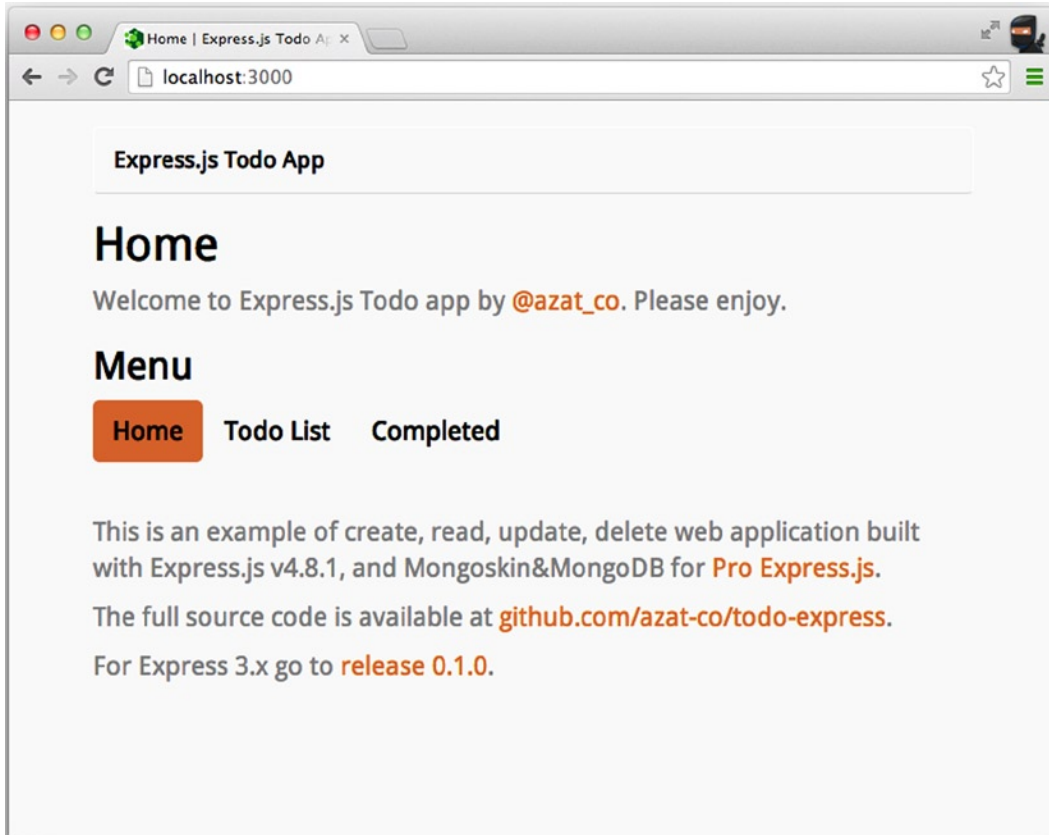 Home | Express.js Todo Ap
localhost:3000
Express.js Todo App
Home
Welcome to Express.js Todo app by @azat_co. Please enjoy.
Menu
Home Todo List Completed
This is an example of create, read, update, delete web application built
with Express.js v4.8.1, and Mongoskin&MongoDB for Pro Express.js.
The full source code is available at github.com/azat-co/todo-express.
For Express 3.x go to release 0.1.0.